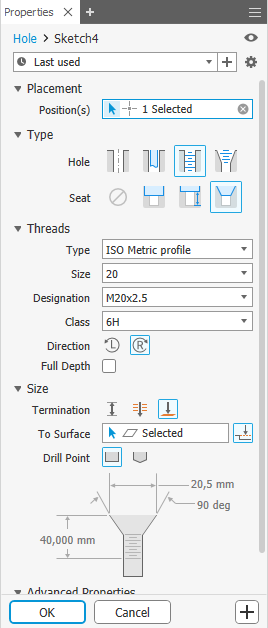 Properties × +
Hole > Sketch4
Last used
Placement
Position(s) 1 Selected
Type
Hole
Seat
Threads
Type ISO Metric profile
Size 20
Designation M20x2.5
Class 6H
Direction L R
Full Depth
Size
Termination
To Surface Selected
Drill Point
20,5 mm
90 deg
40,000 mm
Advanced Properties
OK Cancel +